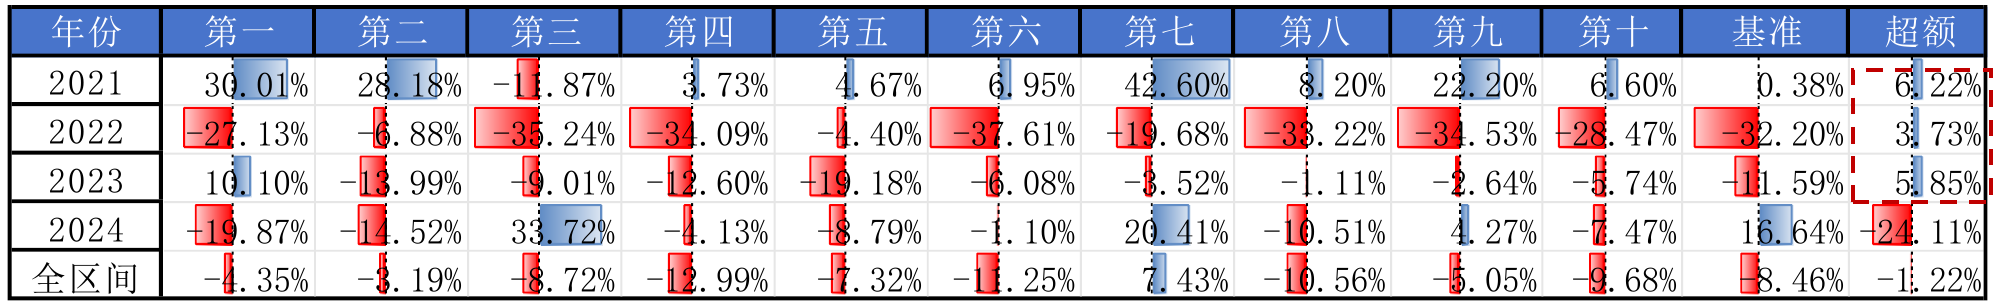 年份 第一 第二 第三 第四 第五 第六 第七 第八 第九 第十 基准 超额
2021 30.01% 28.18% -11.87% 3.73% 4.67% 6.95% 42.60% 8.20% 22.20% 6.60% 0.38% 6.22%
2022 -27.13% -6.88% -35.24% -34.09% -4.40% -37.61% -19.68% -33.22% -34.53% -28.47% -32.20% 3.73%
2023 10.10% -13.99% -9.01% -12.60% -19.18% -6.08% -3.52% -1.11% -2.64% -5.74% -11.59% 5.85%
2024 -19.87% -14.52% 33.72% -4.13% -8.79% -1.10% 20.41% -10.51% 4.27% -7.47% 16.64% -24.11%
全区间 -4.35% -3.19% -8.72% -12.99% -7.32% -11.25% 7.43% -10.56% -5.05% -9.68% -8.46% -1.22%